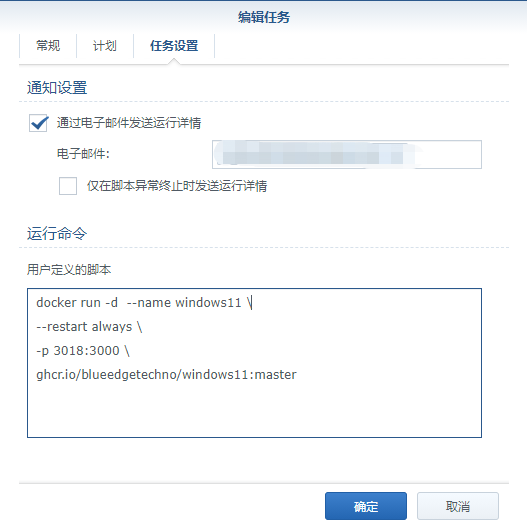 编辑任务
常规 计划 任务设置
通知设置
通过电子邮件发送运行详情
电子邮件:
仅在脚本异常终止时发送运行详情
运行命令
用户定义的脚本
docker run -d  --name windows11 \
--restart always \
-p 3018:3000 \
ghcr.io/blueedgetechno/windows11:master
确定 取消